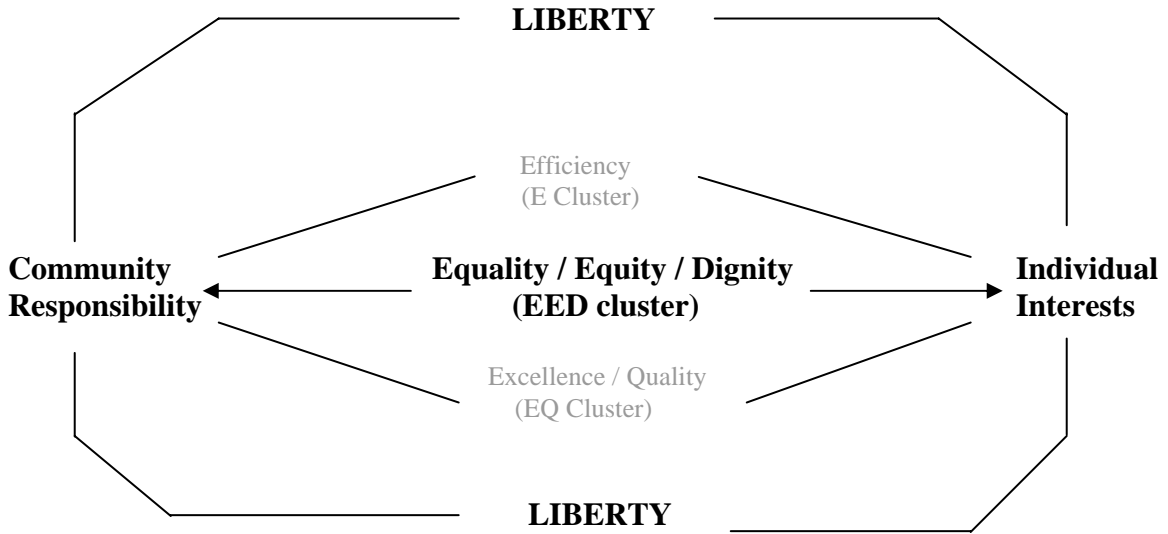 LIBERTY
Efficiency
(E Cluster)
Community
Responsibility
Equality / Equity / Dignity
(EED cluster)
Individual
Interests
Excellence / Quality
(EQ Cluster)
LIBERTY